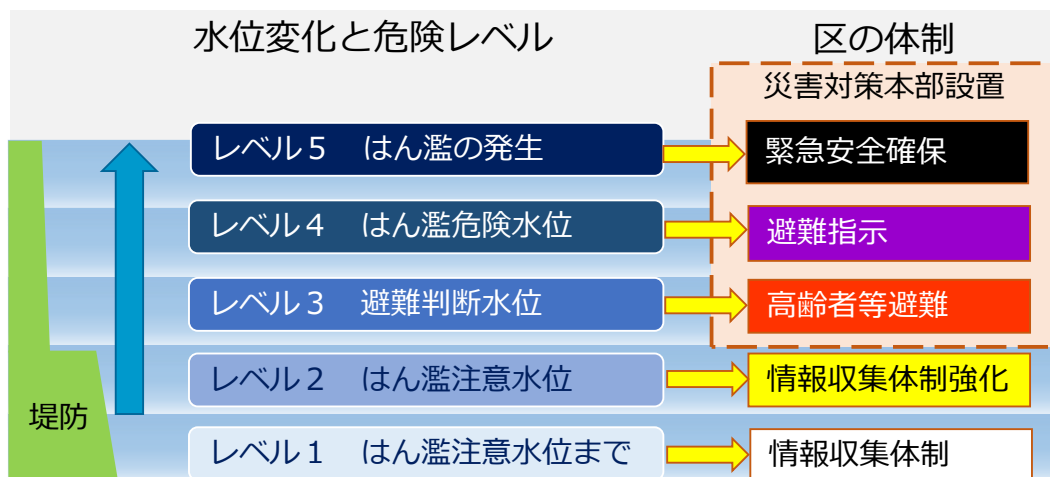 水位変化と危険レベル
区の体制
災害対策本部設置
レベル５　はん濫の発生
緊急安全確保
レベル４　はん濫危険水位
避難指示
レベル３　避難判断水位
高齢者等避難
レベル２　はん濫注意水位
情報収集体制強化
堤防
レベル１　はん濫注意水位まで
情報収集体制